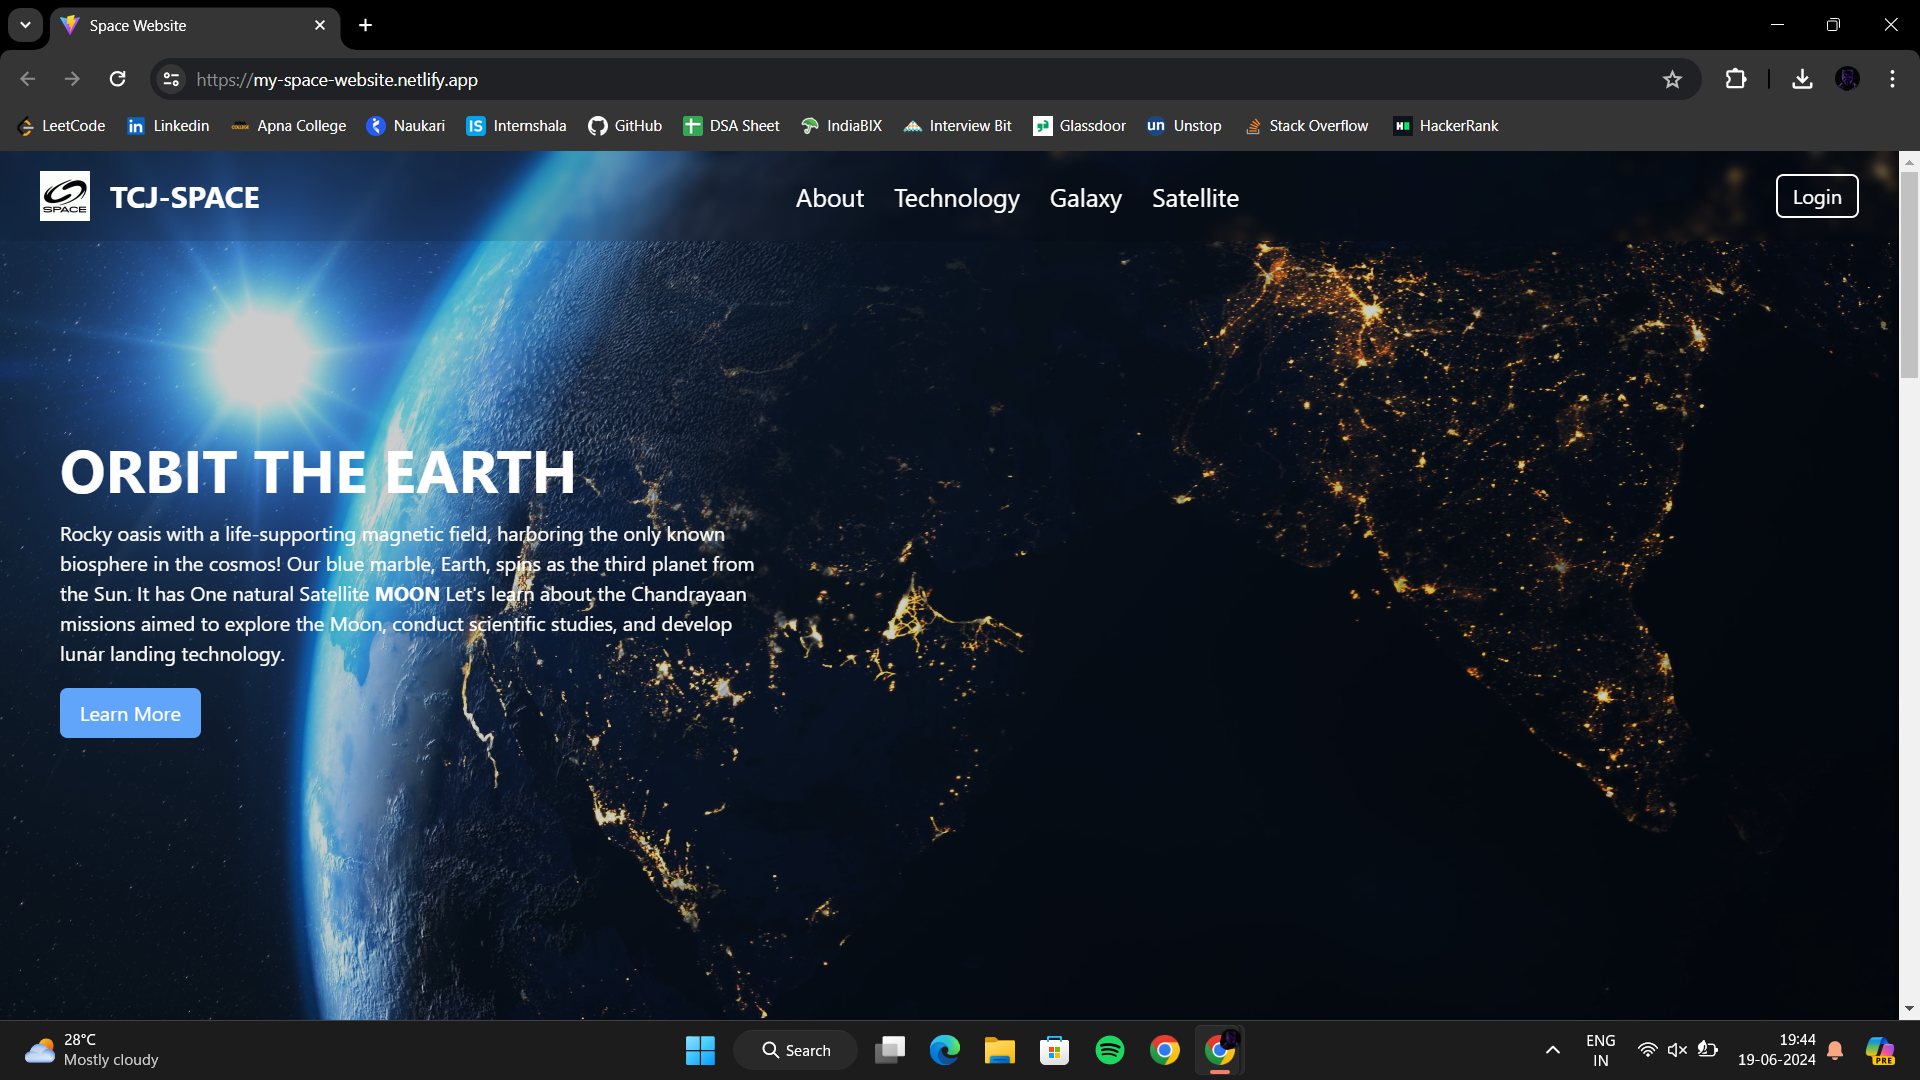 Space Website
https://my-space-website.netlify.app
LeetCode Linkedin Apna College Naukari Internshala GitHub DSA Sheet IndiaBIX Interview Bit Glassdoor Unstop Stack Overflow HackerRank
SPACE TCJ-SPACE About Technology Galaxy Satellite Login
ORBIT THE EARTH
Rocky oasis with a life-supporting magnetic field, harboring the only known
biosphere in the cosmos! Our blue marble, Earth, spins as the third planet from
the Sun. It has One natural Satellite MOON Let's learn about the Chandrayaan
missions aimed to explore the Moon, conduct scientific studies, and develop
lunar landing technology.
Learn More
28°C
Mostly cloudy
Search
ENG
IN
19:44
19-06-2024
PRE